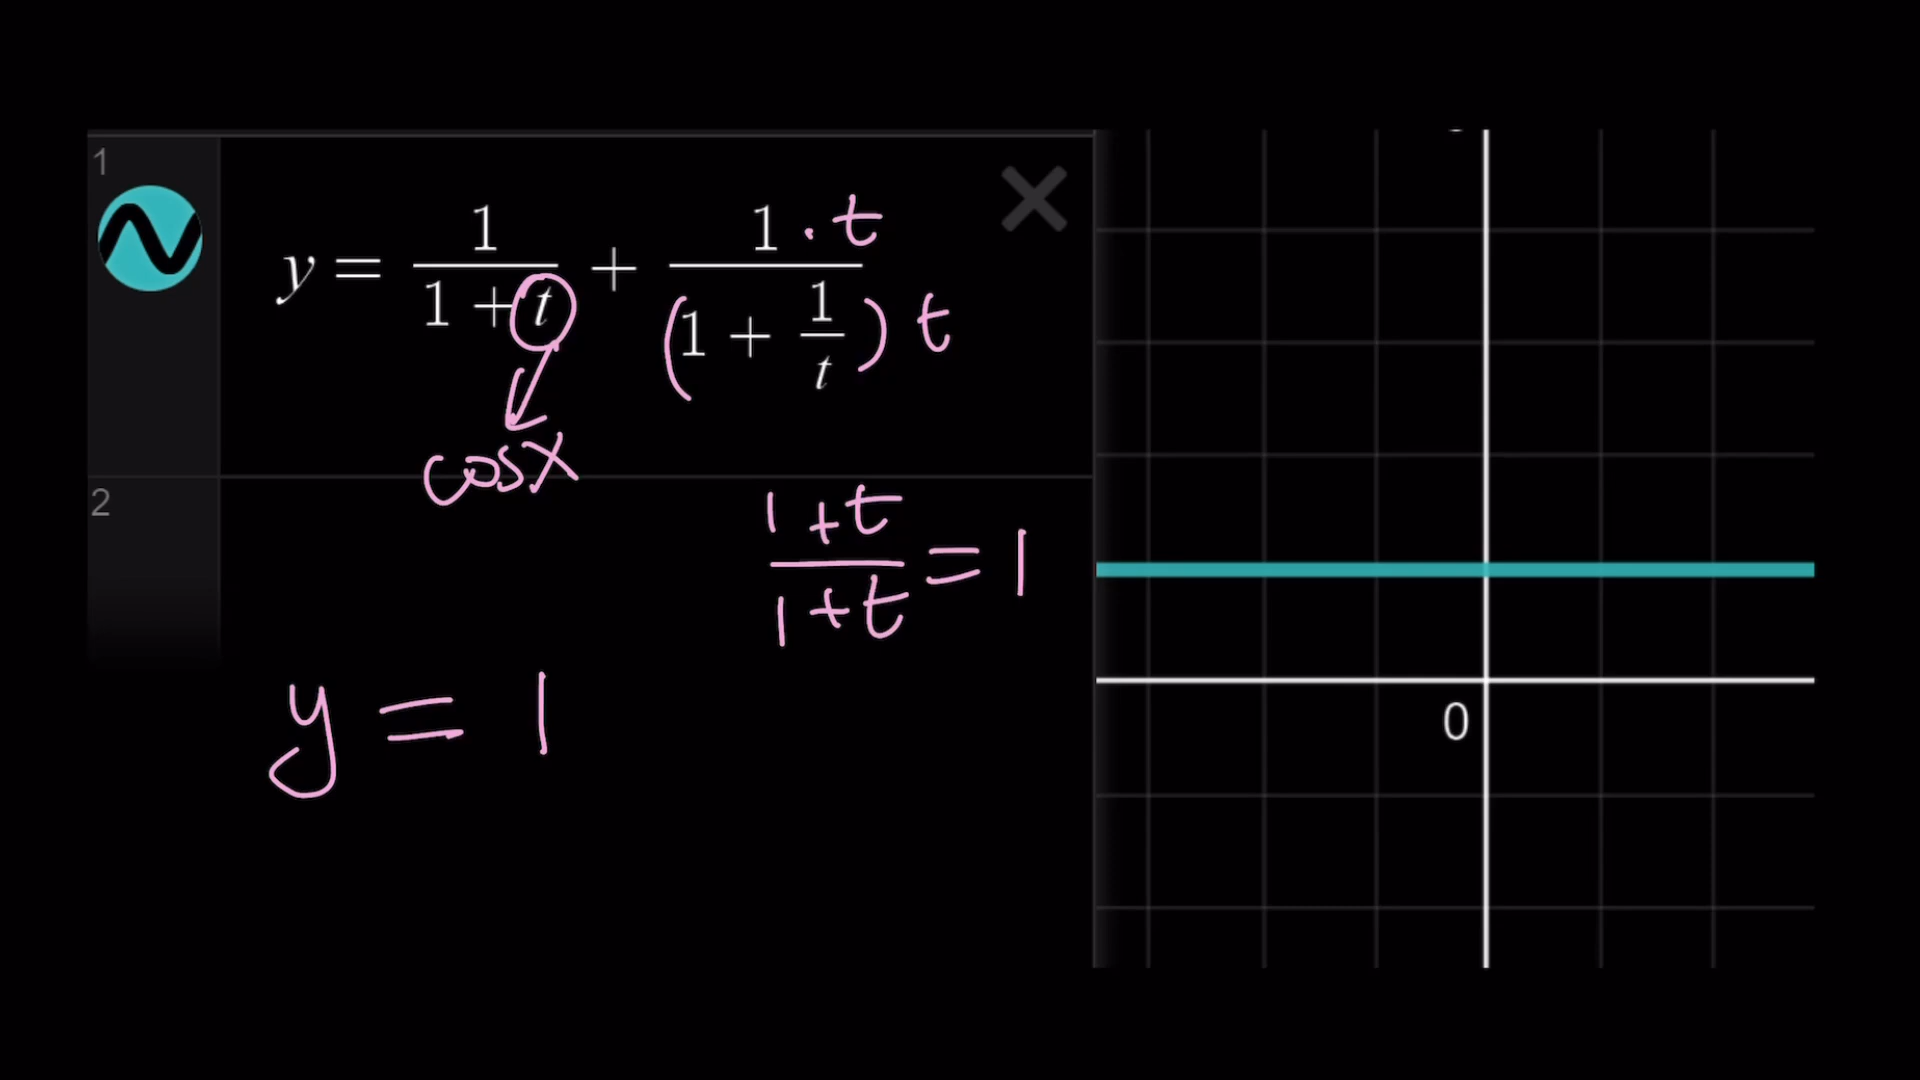 1
y = 1/(1 + t) + 1 · t/((1 + 1/t) t)
cosx
2
(1 + t)/(1 + t) = 1
y = 1
0